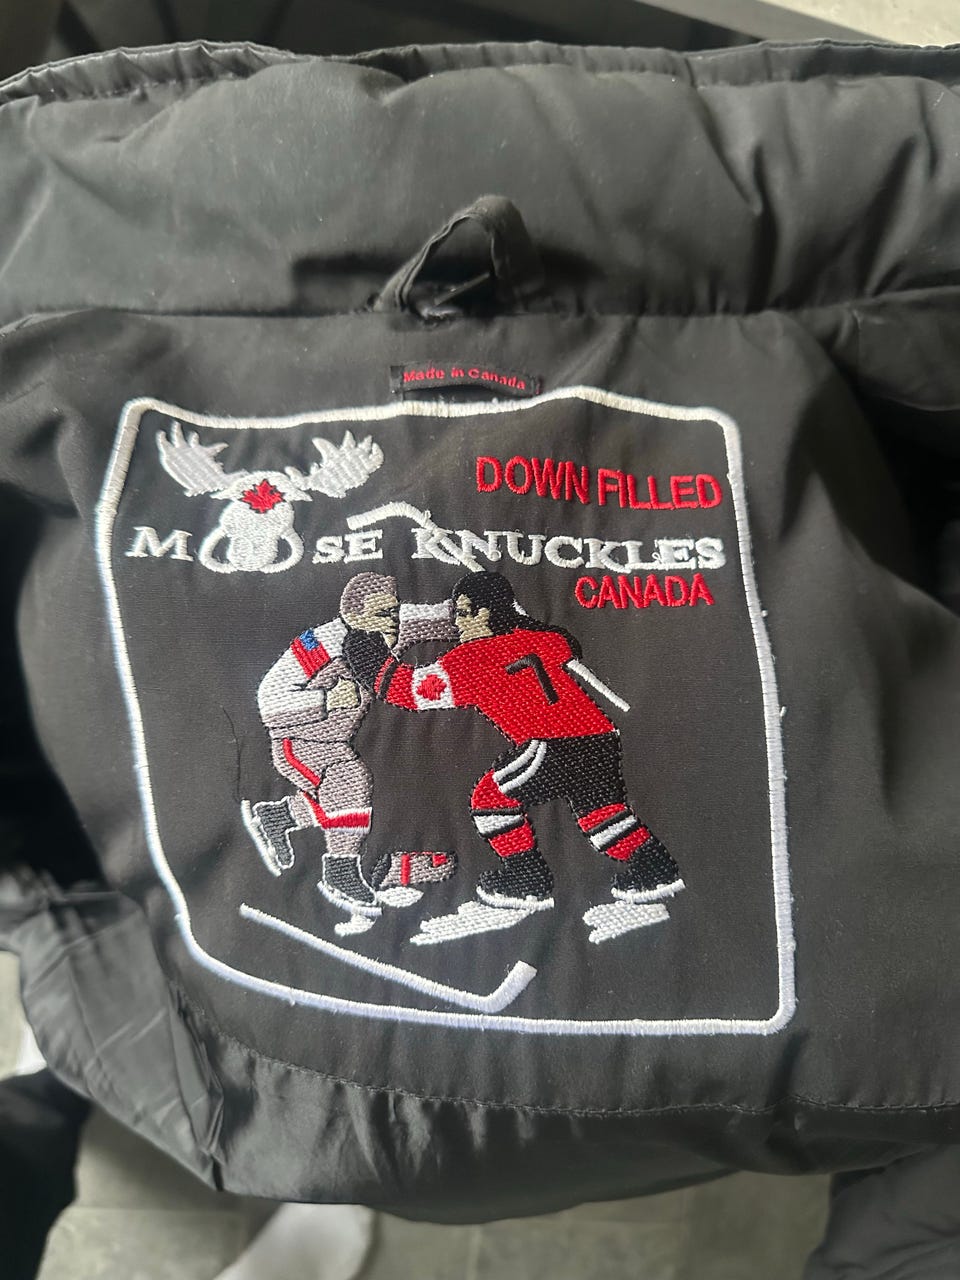 Made in Canada
DOWN FILLED
MOOSE KNUCKLES
CANADA
7